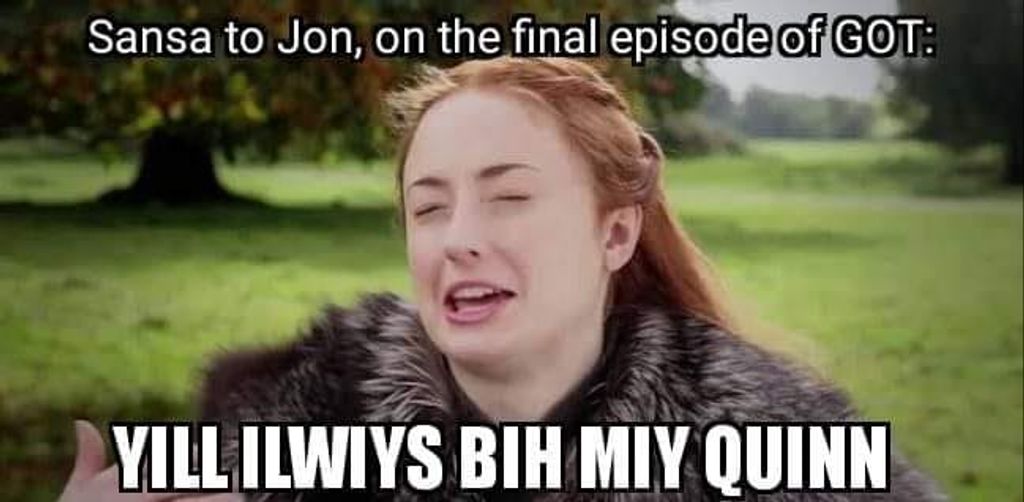 Sansa to Jon, on the final episode of GOT:
YILL ILWIYS BIH MIY QUINN